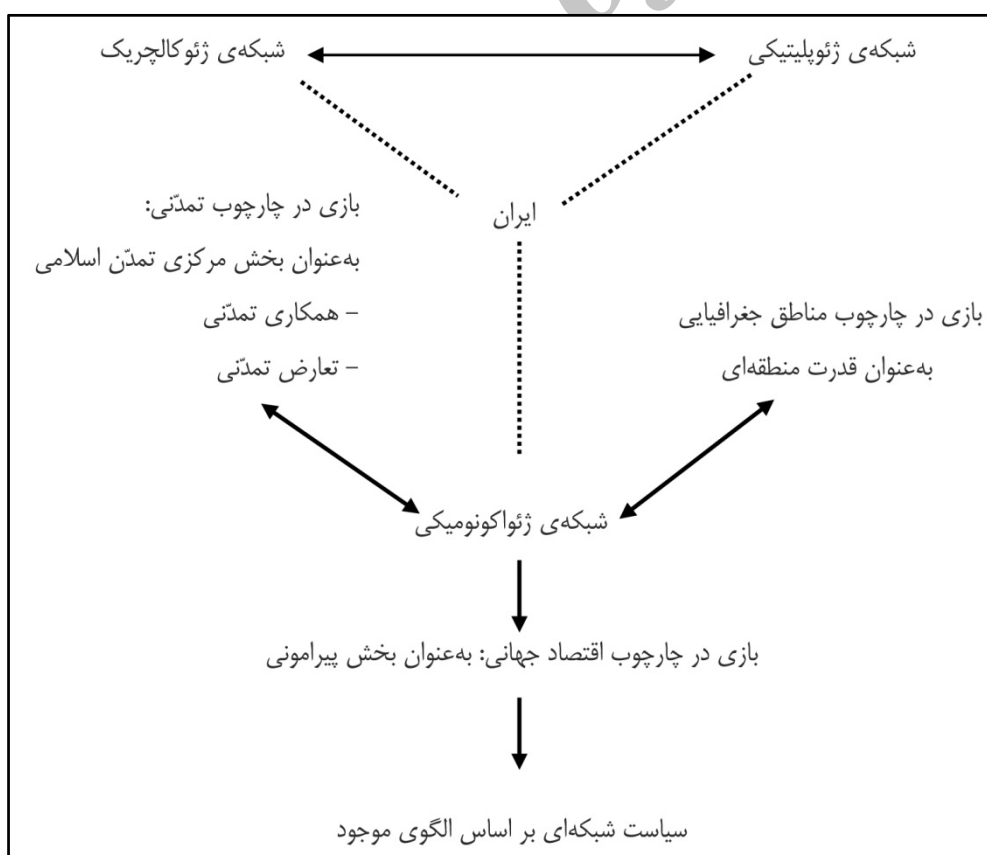 شبکه‌ی ژئوپلیتیکی
شبکه‌ی ژئوکالچریک
ایران
بازی در چارچوب تمدّنی:
به‌عنوان بخش مرکزی تمدّن اسلامی
– همکاری تمدّنی
– تعارض تمدّنی
بازی در چارچوب مناطق جغرافیایی
به‌عنوان قدرت منطقه‌ای
شبکه‌ی ژئواکونومیکی
بازی در چارچوب اقتصاد جهانی: به‌عنوان بخش پیرامونی
سیاست شبکه‌ای بر اساس الگوی موجود